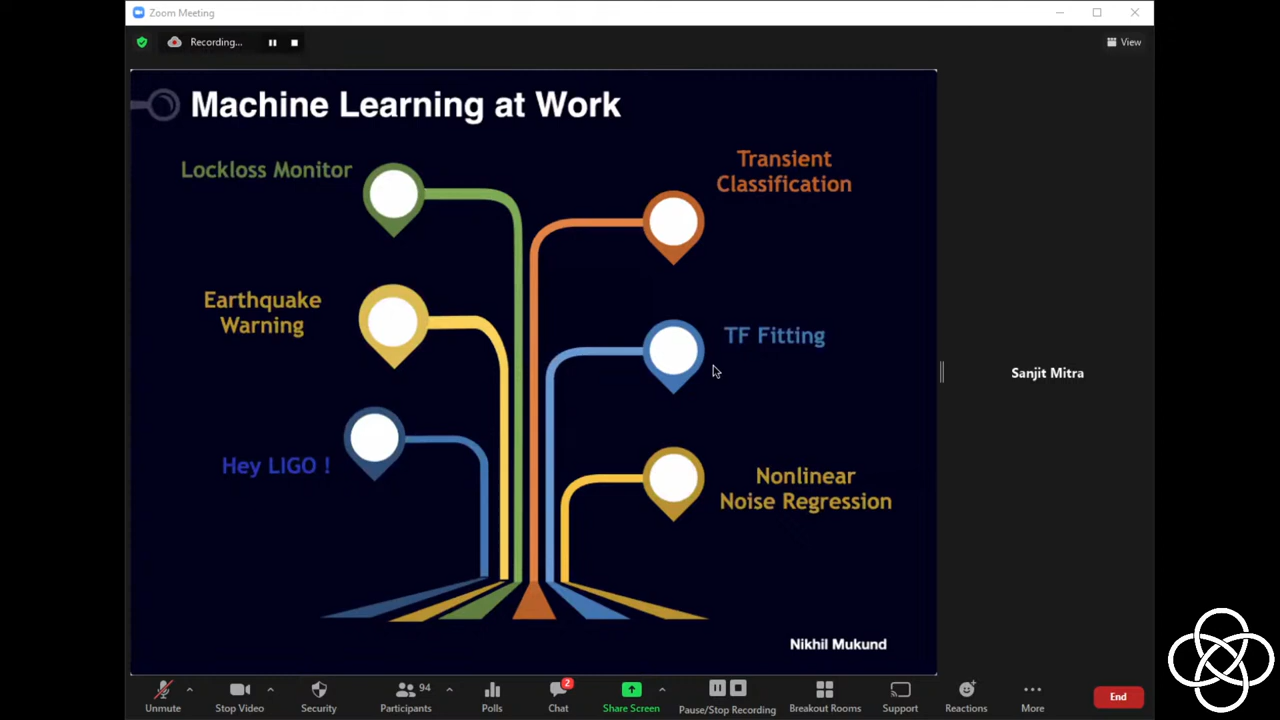 Zoom Meeting
Recording...
View
Machine Learning at Work
Lockloss Monitor
Transient
Classification
Earthquake
Warning
TF Fitting
Sanjit Mitra
Hey LIGO !
Nonlinear
Noise Regression
Nikhil Mukund
Unmute
Stop Video
Security
94
Participants
Polls
2
Chat
Share Screen
Pause/Stop Recording
Breakout Rooms
Support
Reactions
More
End